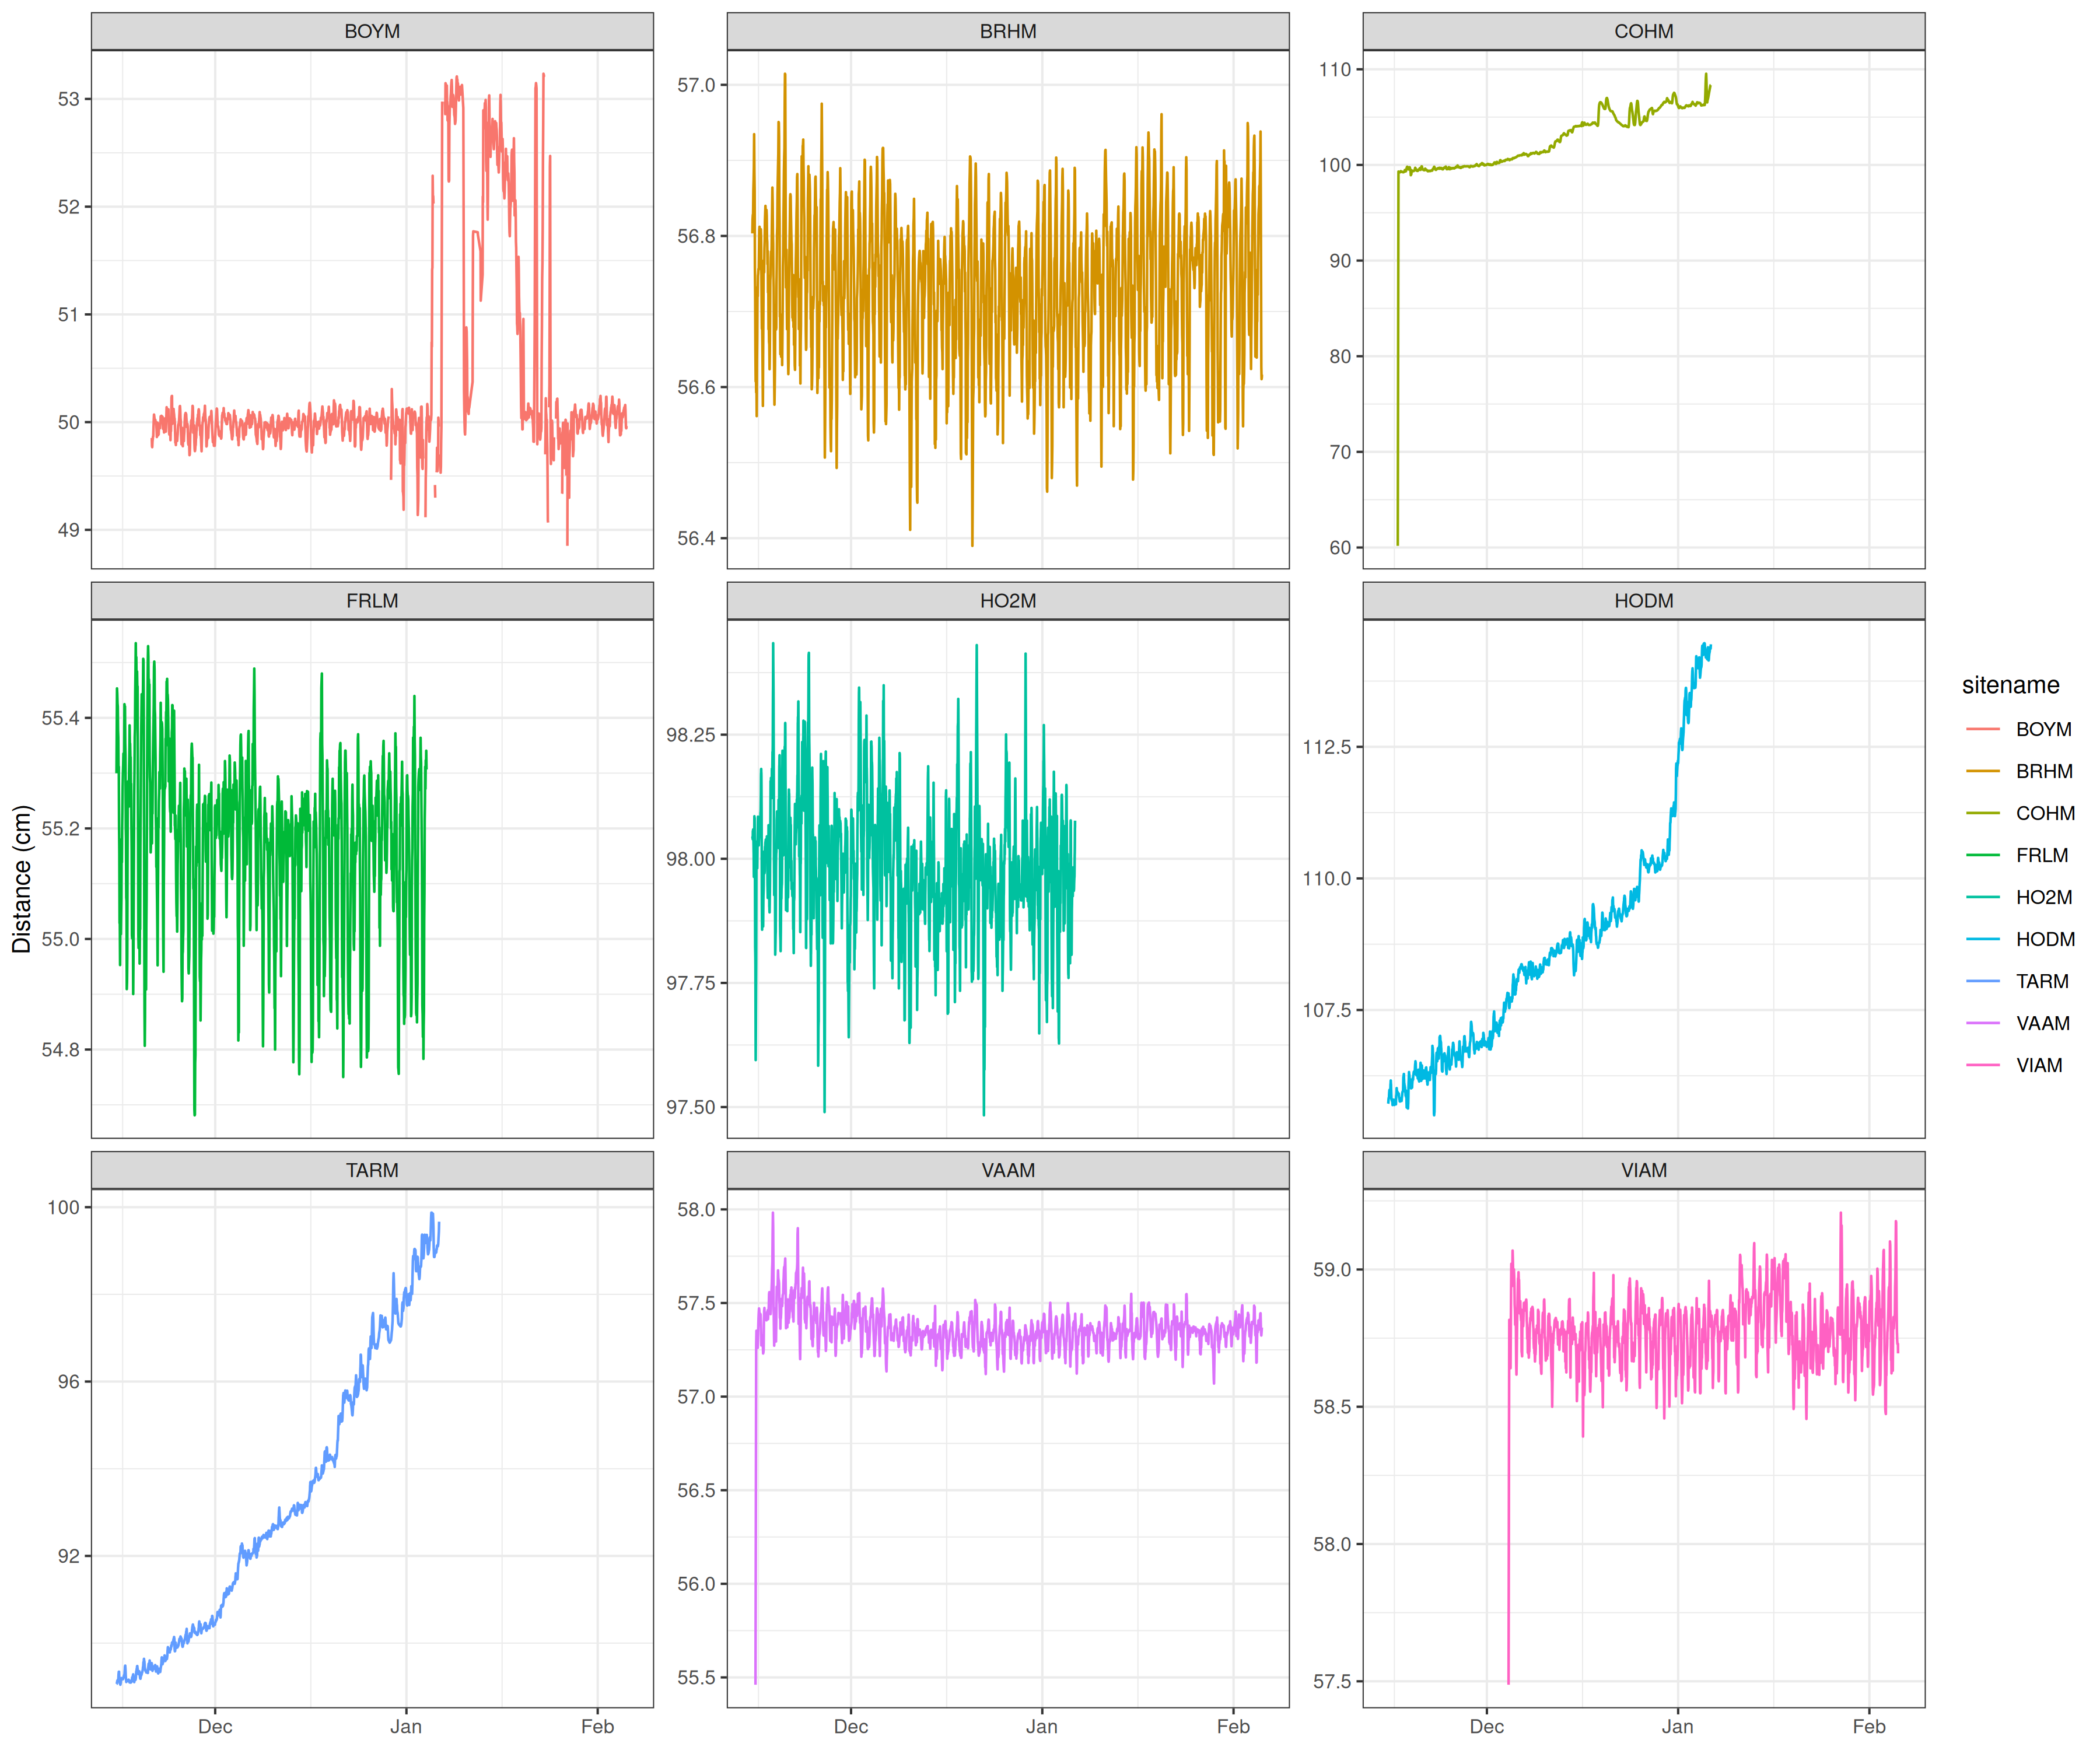 BOYM
BRHM
COHM
53
52
51
50
49
57.0
56.8
56.6
56.4
110
100
90
80
70
60
FRLM
HO2M
HODM
55.4
55.2
55.0
54.8
98.25
98.00
97.75
97.50
112.5
110.0
107.5
TARM
VAAM
VIAM
100
96
92
58.0
57.5
57.0
56.5
56.0
55.5
59.0
58.5
58.0
57.5
Dec Jan Feb
Dec Jan Feb
Dec Jan Feb
Distance (cm)
sitename
BOYM
BRHM
COHM
FRLM
HO2M
HODM
TARM
VAAM
VIAM